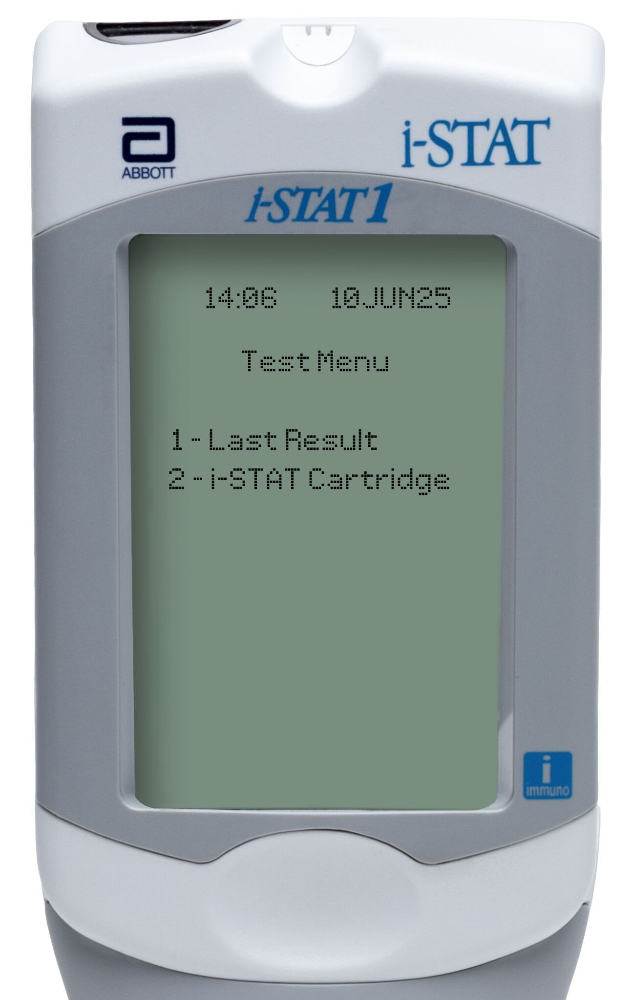 ABBOTT
i-STAT
i-STAT 1
14:06 10JUN25
Test Menu
1 - Last Result
2 - i-STAT Cartridge
i
immuno